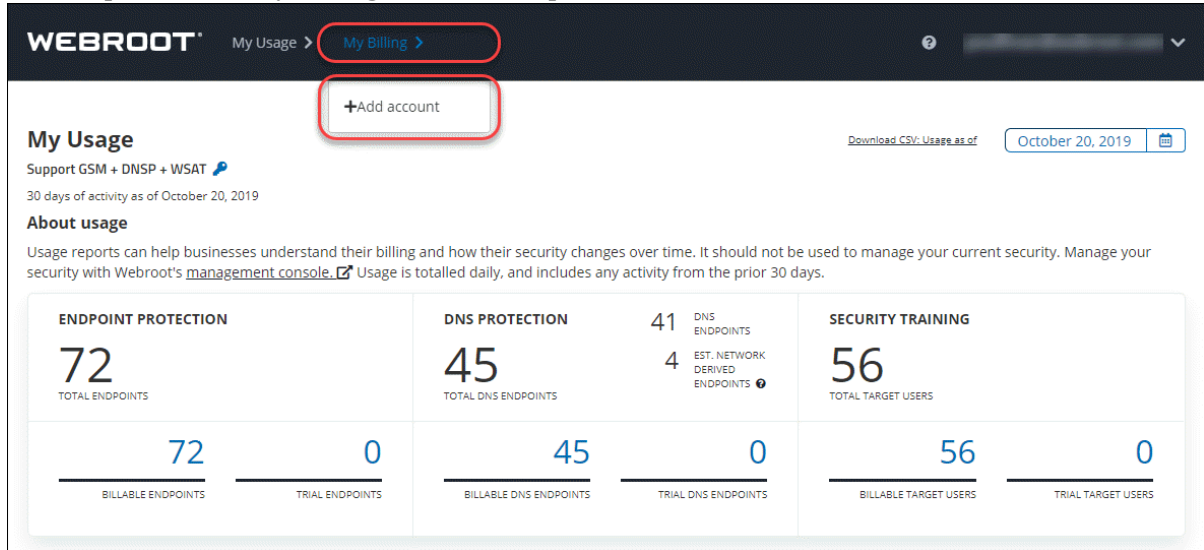 WEBROOT
My Usage
My Billing
+Add account
My Usage
Download CSV: Usage as of
October 20, 2019
Support GSM + DNSP + WSAT
30 days of activity as of October 20, 2019
About usage
Usage reports can help businesses understand their billing and how their security changes over time. It should not be used to manage your current security. Manage your
security with Webroot's management console. Usage is totalled daily, and includes any activity from the prior 30 days.
ENDPOINT PROTECTION
72
TOTAL ENDPOINTS
72
BILLABLE ENDPOINTS
0
TRIAL ENDPOINTS
DNS PROTECTION
45
TOTAL DNS ENDPOINTS
41
DNS
ENDPOINTS
4
EST. NETWORK
DERIVED
ENDPOINTS
45
BILLABLE DNS ENDPOINTS
0
TRIAL DNS ENDPOINTS
SECURITY TRAINING
56
TOTAL TARGET USERS
56
BILLABLE TARGET USERS
0
TRIAL TARGET USERS